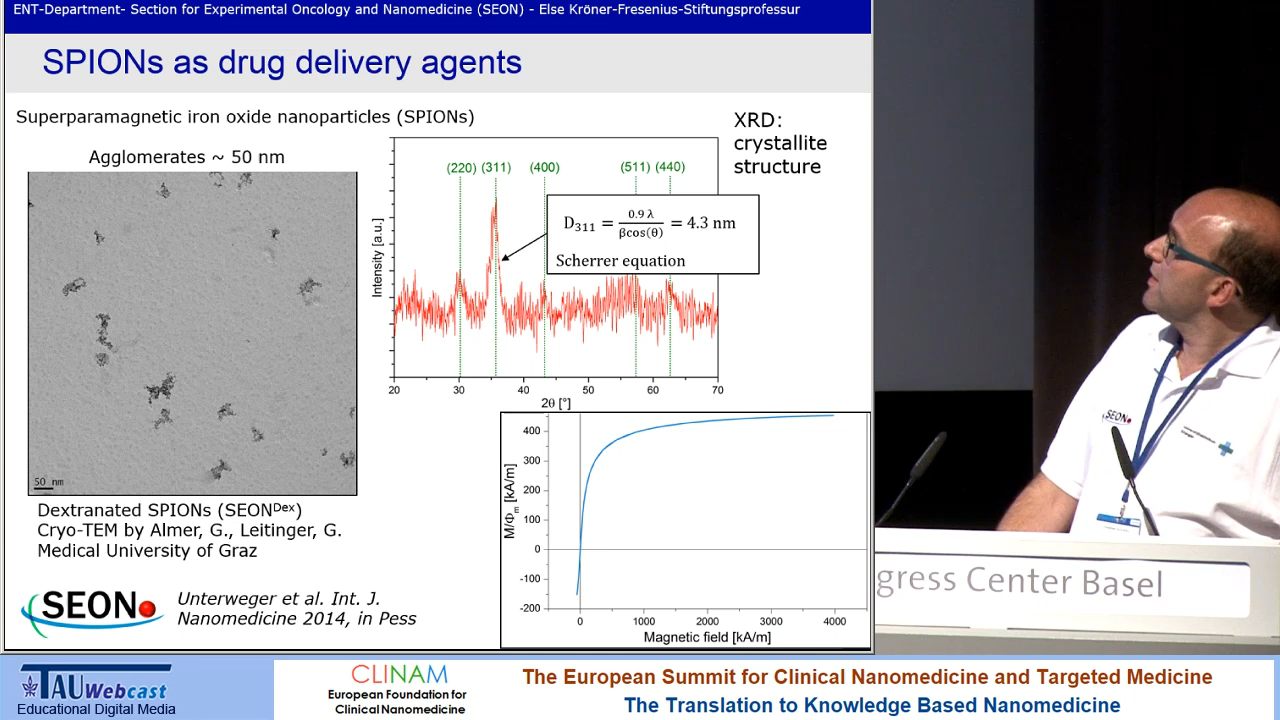 ENT-Department- Section for Experimental Oncology and Nanomedicine (SEON) - Else Kröner-Fresenius-Stiftungsprofessur
SPIONs as drug delivery agents
Superparamagnetic iron oxide nanoparticles (SPIONs)
Agglomerates ~ 50 nm
50 nm
Dextranated SPIONs (SEONᴰᵉˣ)
Cryo-TEM by Almer, G., Leitinger, G.
Medical University of Graz
XRD:
crystallite
structure
(220) (311) (400) (511) (440)
D₃₁₁ = 0.9 λ / βcos(θ) = 4.3 nm
Scherrer equation
Intensity [a.u.]
20 30 40 50 60 70
2θ [°]
400
300
200
100
0
-100
-200
M/Φₘ [kA/m]
0 1000 2000 3000 4000
Magnetic field [kA/m]
SEON
Unterweger et al. Int. J.
Nanomedicine 2014, in Pess
SEON
gress Center Basel
TAU Webcast
Educational Digital Media
CLINAM
European Foundation for
Clinical Nanomedicine
The European Summit for Clinical Nanomedicine and Targeted Medicine
The Translation to Knowledge Based Nanomedicine